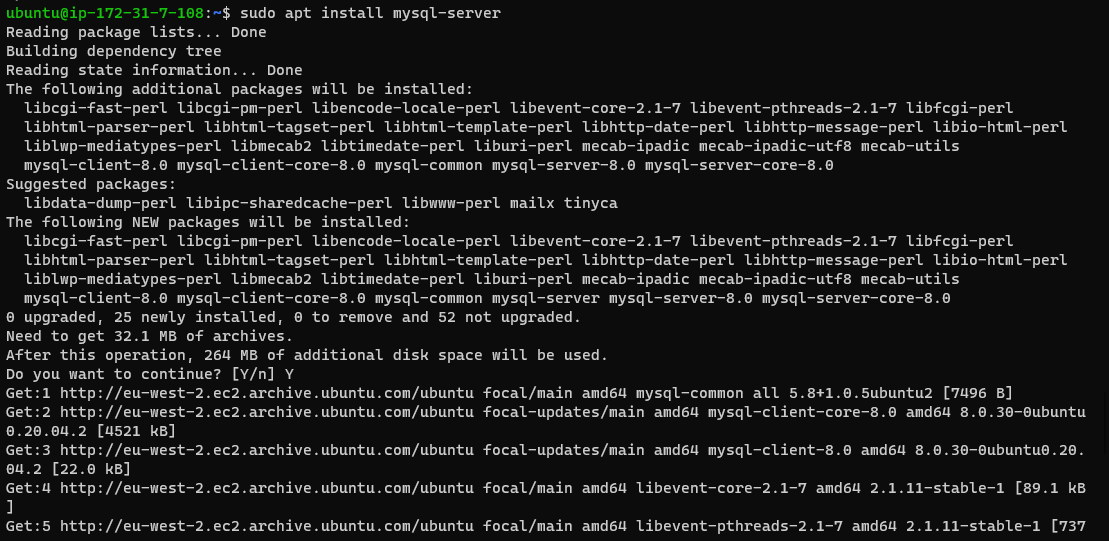 ubuntu@ip-172-31-7-108:~$ sudo apt install mysql-server
Reading package lists... Done
Building dependency tree
Reading state information... Done
The following additional packages will be installed:
  libcgi-fast-perl libcgi-pm-perl libencode-locale-perl libevent-core-2.1-7 libevent-pthreads-2.1-7 libfcgi-perl
  libhtml-parser-perl libhtml-tagset-perl libhtml-template-perl libhttp-date-perl libhttp-message-perl libio-html-perl
  liblwp-mediatypes-perl libmecab2 libtimedate-perl liburi-perl mecab-ipadic mecab-ipadic-utf8 mecab-utils
  mysql-client-8.0 mysql-client-core-8.0 mysql-common mysql-server-8.0 mysql-server-core-8.0
Suggested packages:
  libdata-dump-perl libipc-sharedcache-perl libwww-perl mailx tinyca
The following NEW packages will be installed:
  libcgi-fast-perl libcgi-pm-perl libencode-locale-perl libevent-core-2.1-7 libevent-pthreads-2.1-7 libfcgi-perl
  libhtml-parser-perl libhtml-tagset-perl libhtml-template-perl libhttp-date-perl libhttp-message-perl libio-html-perl
  liblwp-mediatypes-perl libmecab2 libtimedate-perl liburi-perl mecab-ipadic mecab-ipadic-utf8 mecab-utils
  mysql-client-8.0 mysql-client-core-8.0 mysql-common mysql-server mysql-server-8.0 mysql-server-core-8.0
0 upgraded, 25 newly installed, 0 to remove and 52 not upgraded.
Need to get 32.1 MB of archives.
After this operation, 264 MB of additional disk space will be used.
Do you want to continue? [Y/n] Y
Get:1 http://eu-west-2.ec2.archive.ubuntu.com/ubuntu focal/main amd64 mysql-common all 5.8+1.0.5ubuntu2 [7496 B]
Get:2 http://eu-west-2.ec2.archive.ubuntu.com/ubuntu focal-updates/main amd64 mysql-client-core-8.0 amd64 8.0.30-0ubuntu
0.20.04.2 [4521 kB]
Get:3 http://eu-west-2.ec2.archive.ubuntu.com/ubuntu focal-updates/main amd64 mysql-client-8.0 amd64 8.0.30-0ubuntu0.20.
04.2 [22.0 kB]
Get:4 http://eu-west-2.ec2.archive.ubuntu.com/ubuntu focal/main amd64 libevent-core-2.1-7 amd64 2.1.11-stable-1 [89.1 kB
]
Get:5 http://eu-west-2.ec2.archive.ubuntu.com/ubuntu focal/main amd64 libevent-pthreads-2.1-7 amd64 2.1.11-stable-1 [737